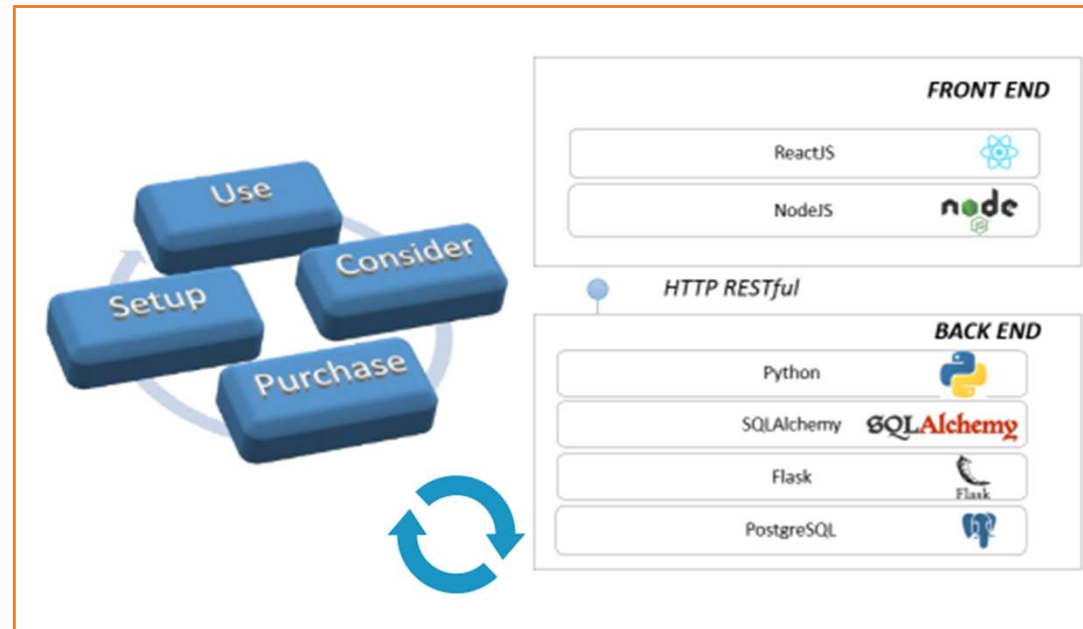 Use
Consider
Setup
Purchase
FRONT END
ReactJS
NodeJS node
JS
HTTP RESTful
BACK END
Python
SQLAlchemy SQLAlchemy
Flask
Flask
PostgreSQL